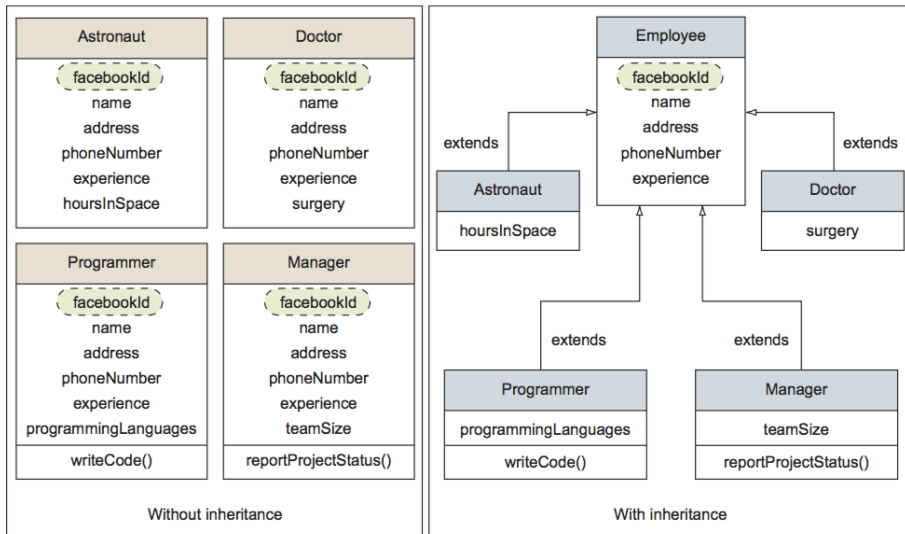 Astronaut
facebookId
name
address
phoneNumber
experience
hoursInSpace
Doctor
facebookId
name
address
phoneNumber
experience
surgery
Programmer
facebookId
name
address
phoneNumber
experience
programmingLanguages
writeCode()
Manager
facebookId
name
address
phoneNumber
experience
teamSize
reportProjectStatus()
Without inheritance
Employee
facebookId
name
address
phoneNumber
experience
extends
extends
Astronaut
hoursInSpace
Doctor
surgery
extends
extends
Programmer
programmingLanguages
writeCode()
Manager
teamSize
reportProjectStatus()
With inheritance